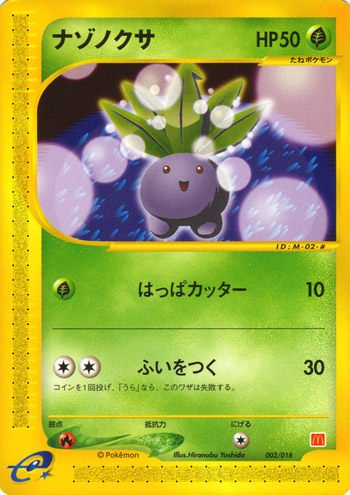 ナゾノクサ HP50
たねポケモン
ID:M-02-#
はっぱカッター 10
ふいをつく 30
コインを1回投げ、「うら」なら、このワザは失敗する。
弱点 抵抗力 にげる
© Pokémon Illus.Hironobu Yoshida 002/018
e